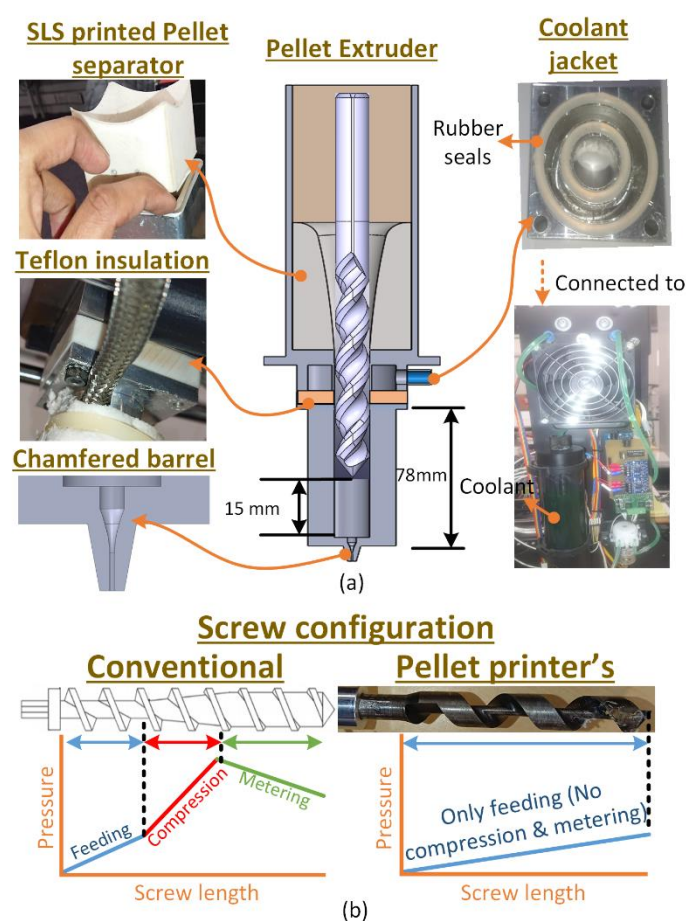 SLS printed Pellet
separator
Pellet Extruder
Coolant
jacket
Rubber
seals
Teflon insulation
Connected to
Chamfered barrel
15 mm
78mm
Coolant
(a)
Screw configuration
Conventional
Pellet printer's
Pressure
Feeding
Compression
Metering
Screw length
Pressure
Only feeding (No
compression & metering)
Screw length
(b)